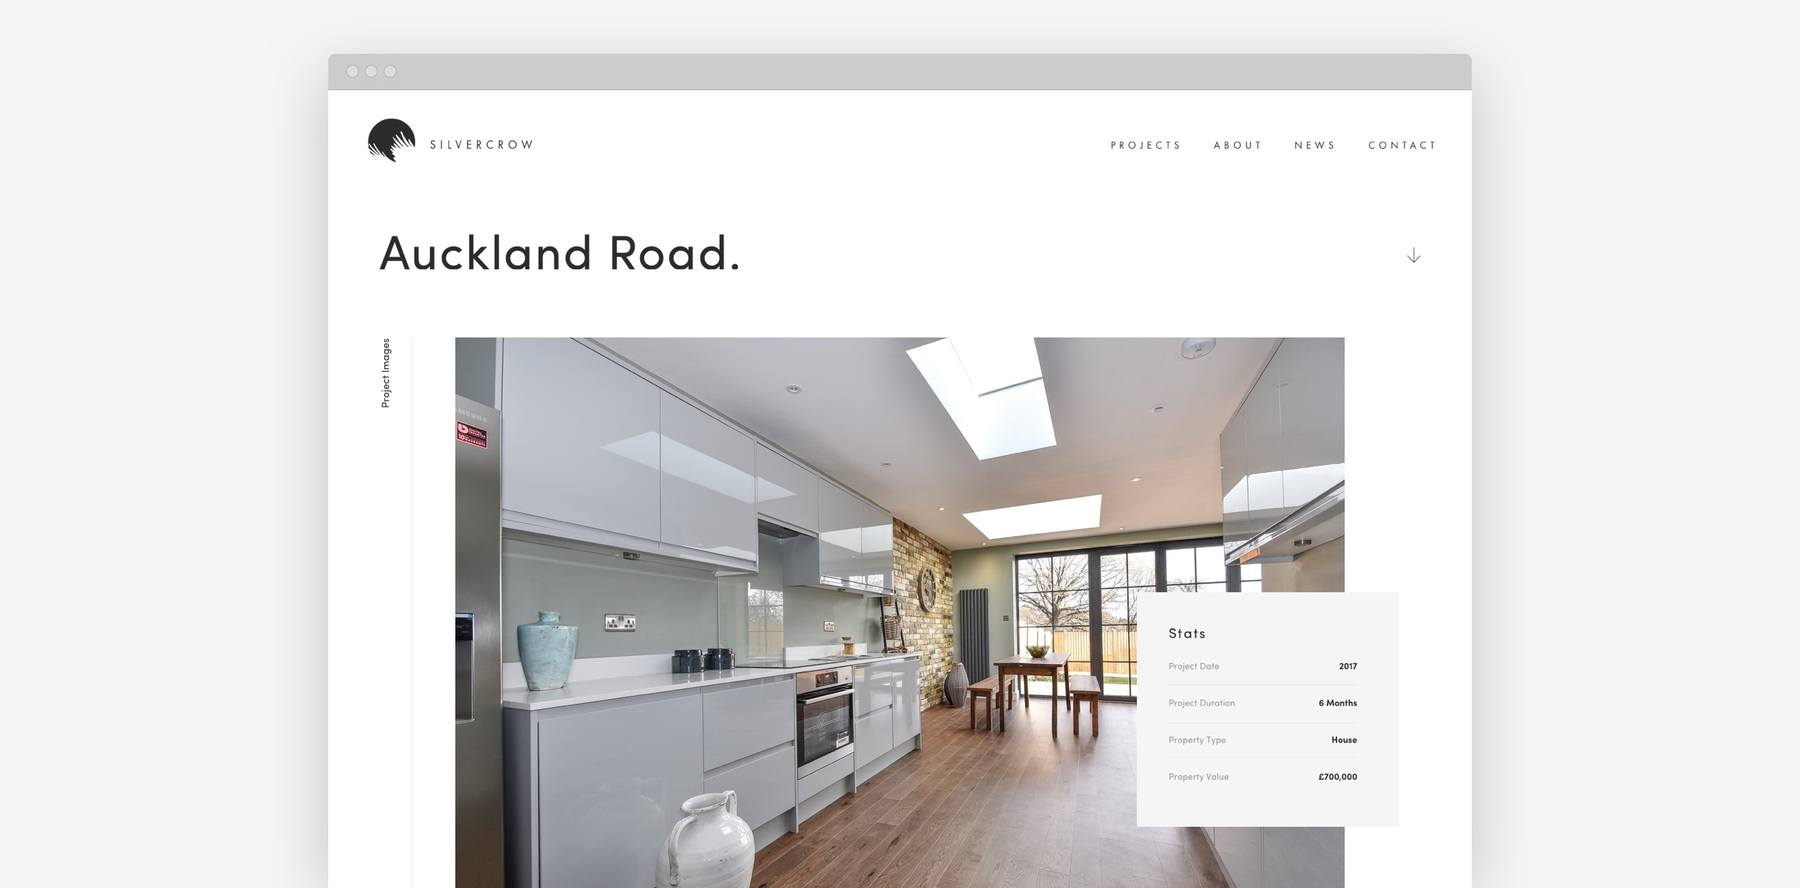 SILVERCROW
PROJECTS ABOUT NEWS CONTACT
Auckland Road.
Project Images
Stats
Project Date 2017
Project Duration 6 Months
Property Type House
Property Value £700,000